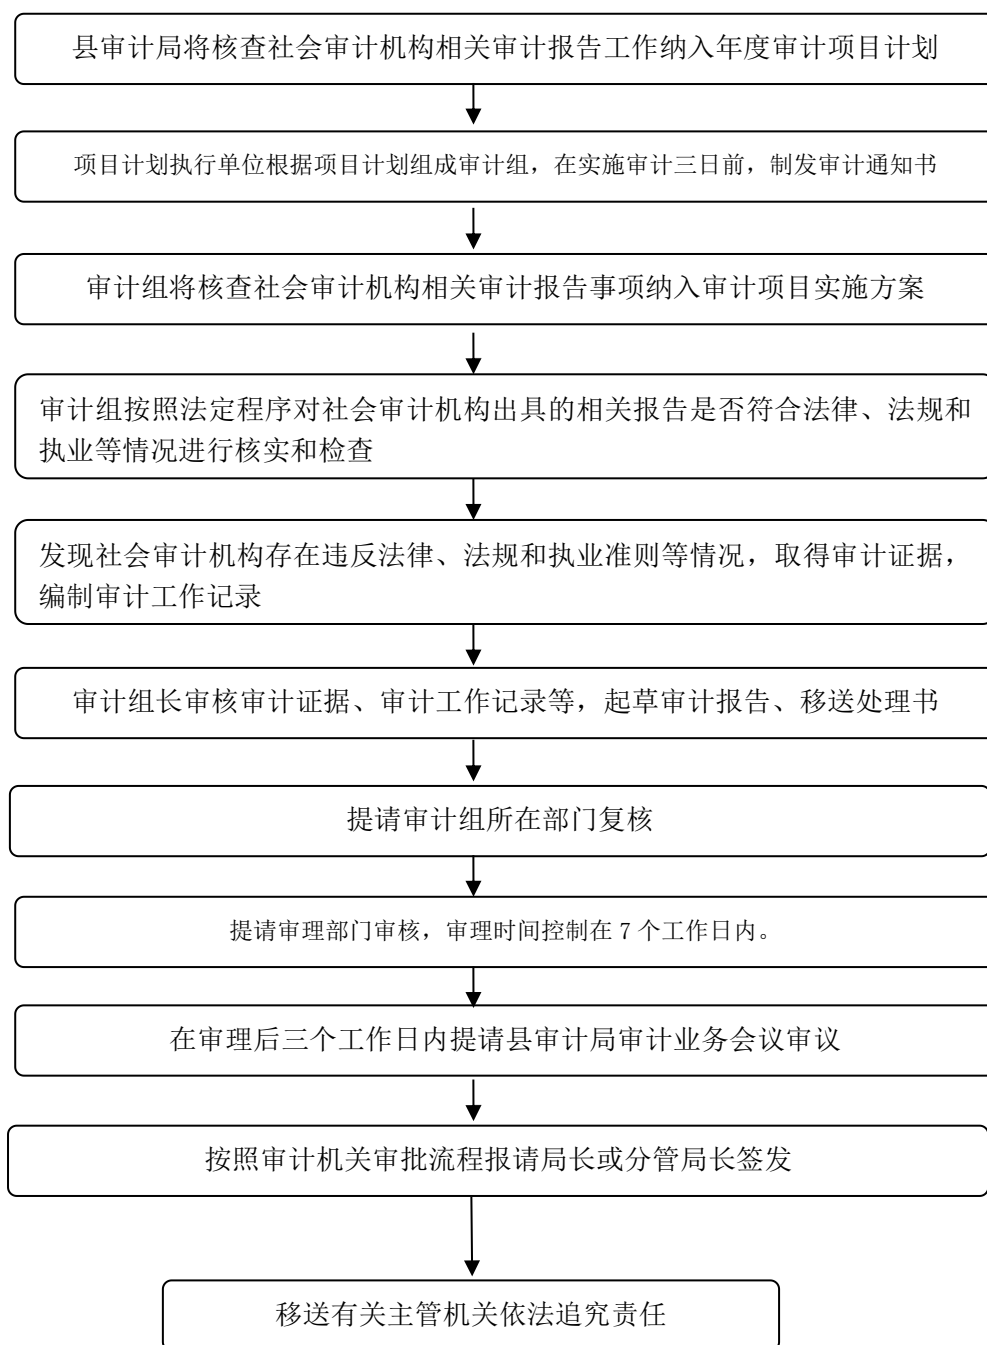 县审计局将核查社会审计机构相关审计报告工作纳入年度审计项目计划
项目计划执行单位根据项目计划组成审计组，在实施审计三日前，制发审计通知书
审计组将核查社会审计机构相关审计报告事项纳入审计项目实施方案
审计组按照法定程序对社会审计机构出具的相关报告是否符合法律、法规和
执业等情况进行核实和检查
发现社会审计机构存在违反法律、法规和执业准则等情况，取得审计证据，
编制审计工作记录
审计组长审核审计证据、审计工作记录等，起草审计报告、移送处理书
提请审计组所在部门复核
提请审理部门审核，审理时间控制在 7 个工作日内。
在审理后三个工作日内提请县审计局审计业务会议审议
按照审计机关审批流程报请局长或分管局长签发
移送有关主管机关依法追究责任